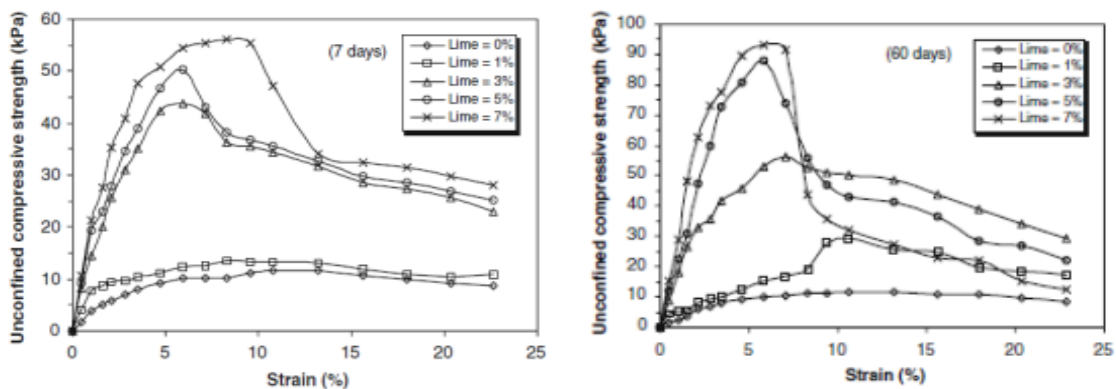 Unconfined compressive strength (kPa)
60
50
40
30
20
10
0
0 5 10 15 20 25
Strain (%)
(7 days)
Lime = 0%
Lime = 1%
Lime = 3%
Lime = 5%
Lime = 7%
Unconfined compressive strength (kPa)
100
90
80
70
60
50
40
30
20
10
0
0 5 10 15 20 25
Strain (%)
(60 days)
Lime – 0%
Lime – 1%
Lime – 3%
Lime – 5%
Lime – 7%